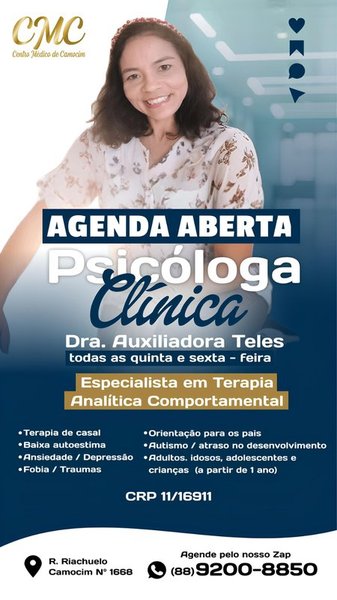 CMC
Centro Médico de Camocim
AGENDA ABERTA
Psicóloga
Clínica
Dra. Auxiliadora Teles
todas as quinta e sexta - feira
Especialista em Terapia
Analítica Comportamental
•Terapia de casal
•Baixa autoestima
•Ansiedade / Depressão
•Fobia / Traumas
•Orientação para os pais
•Autismo / atraso no desenvolvimento
•Adultos. idosos, adolescentes e
crianças (a partir de 1 ano)
CRP 11/16911
R. Riachuelo
Camocim N° 1668
Agende pelo nosso Zap
(88)9200-8850